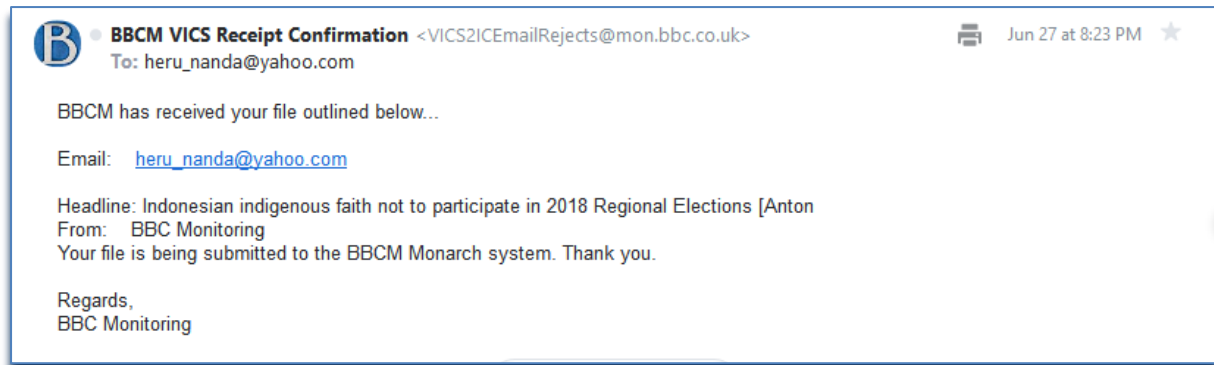 B
BBCM VICS Receipt Confirmation <VICS2ICEmailRejects@mon.bbc.co.uk> Jun 27 at 8:23 PM
To: heru_nanda@yahoo.com
BBCM has received your file outlined below...
Email: heru_nanda@yahoo.com
Headline: Indonesian indigenous faith not to participate in 2018 Regional Elections [Anton
From: BBC Monitoring
Your file is being submitted to the BBCM Monarch system. Thank you.
Regards,
BBC Monitoring